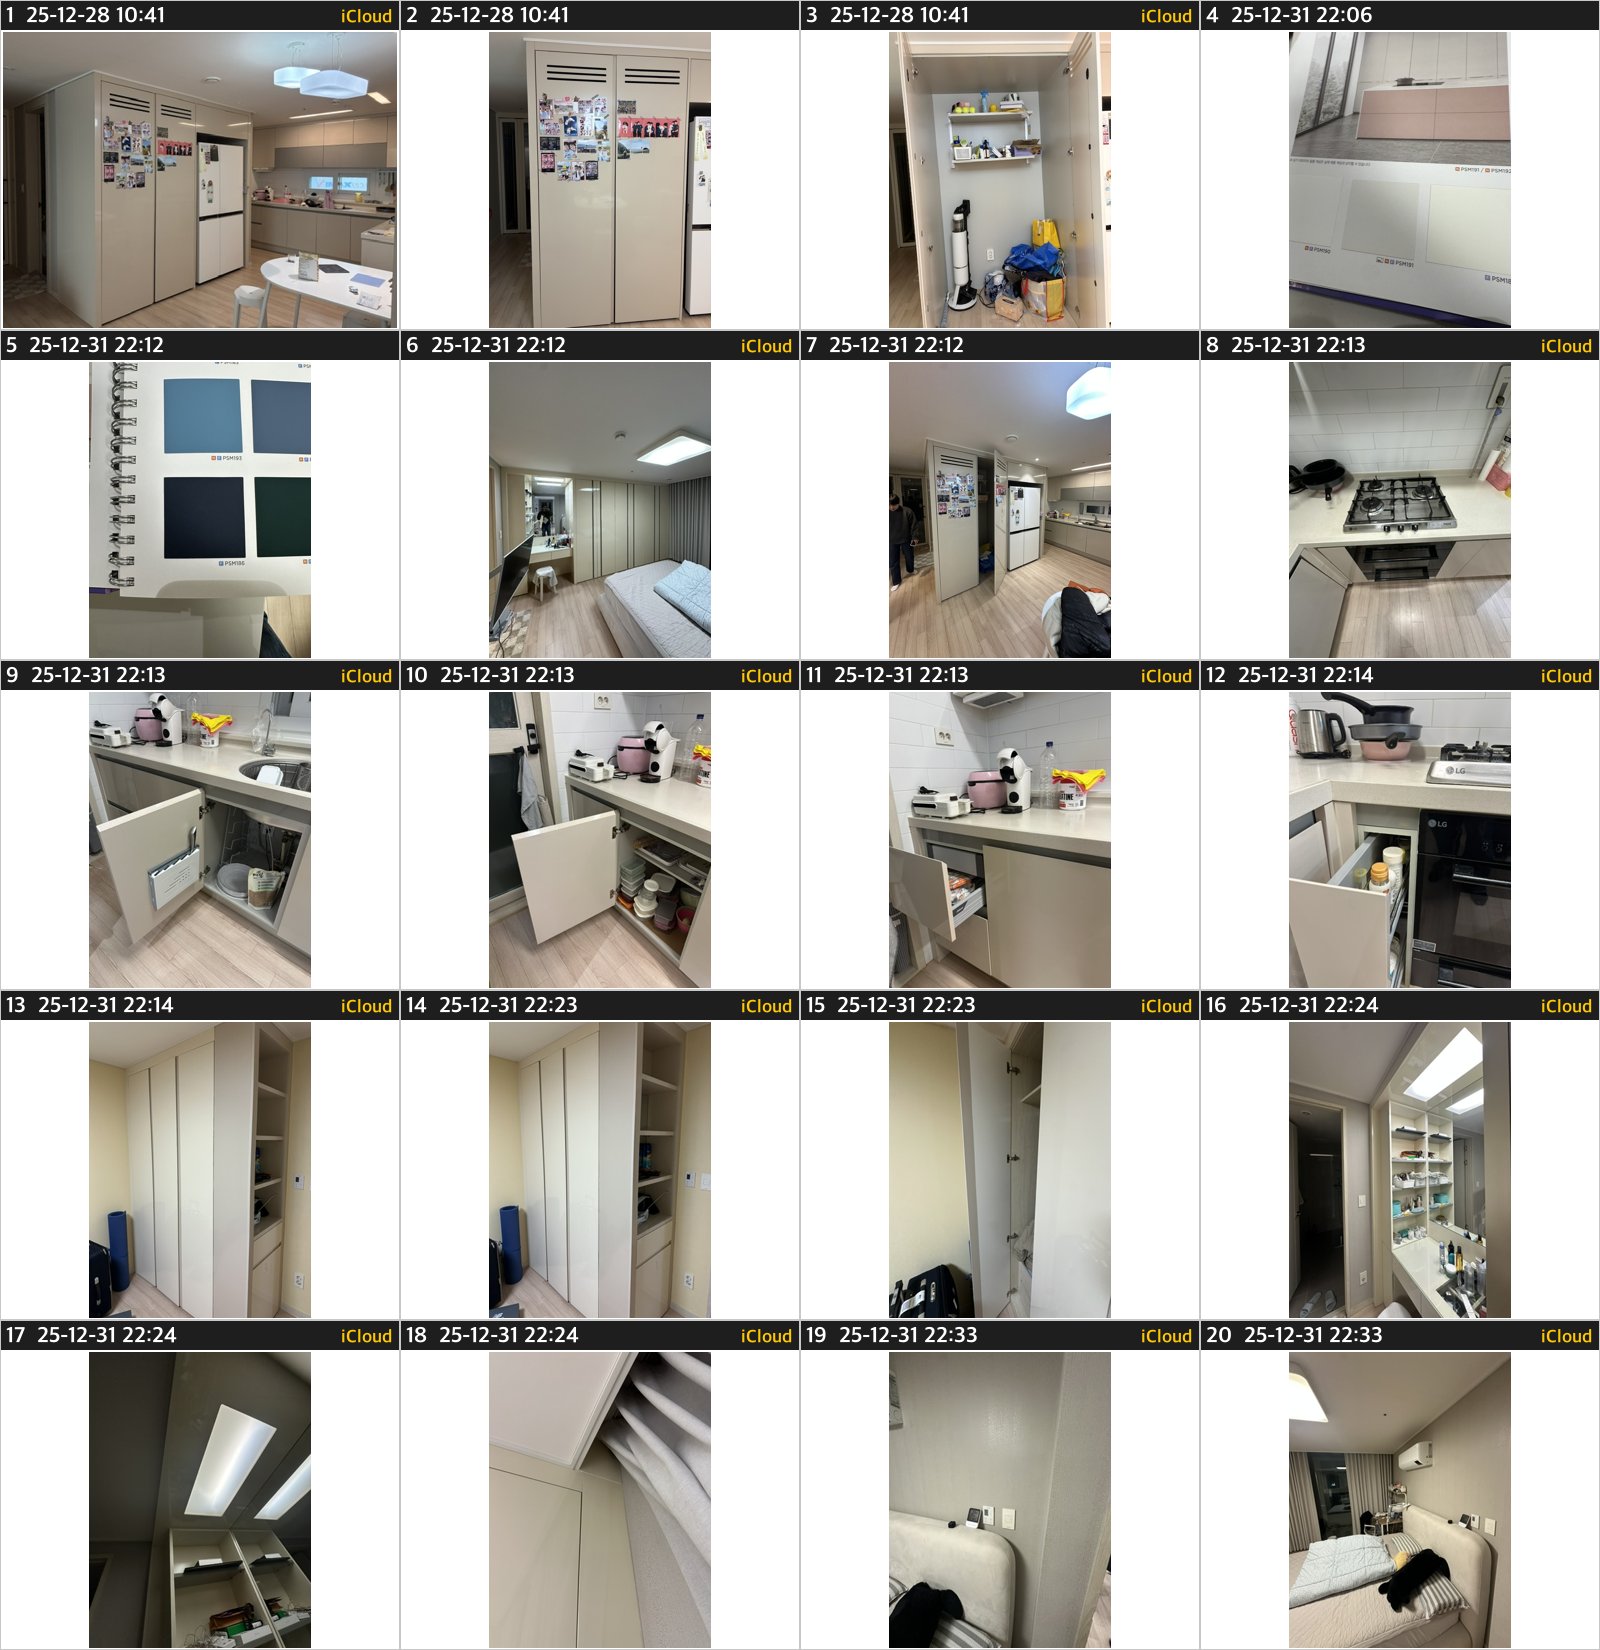 1 25-12-28 10:41 iCloud
2 25-12-28 10:41
3 25-12-28 10:41 iCloud
4 25-12-31 22:06
PSM191 / PSM192
PSM190
PSM191
PSM18
5 25-12-31 22:12
PSM193
PSM186
6 25-12-31 22:12 iCloud
7 25-12-31 22:12
8 25-12-31 22:13 iCloud
9 25-12-31 22:13 iCloud
10 25-12-31 22:13 iCloud
11 25-12-31 22:13 iCloud
12 25-12-31 22:14 iCloud
LG
LG
13 25-12-31 22:14 iCloud
14 25-12-31 22:23 iCloud
15 25-12-31 22:23 iCloud
16 25-12-31 22:24 iCloud
17 25-12-31 22:24 iCloud
18 25-12-31 22:24 iCloud
19 25-12-31 22:33 iCloud
20 25-12-31 22:33 iCloud